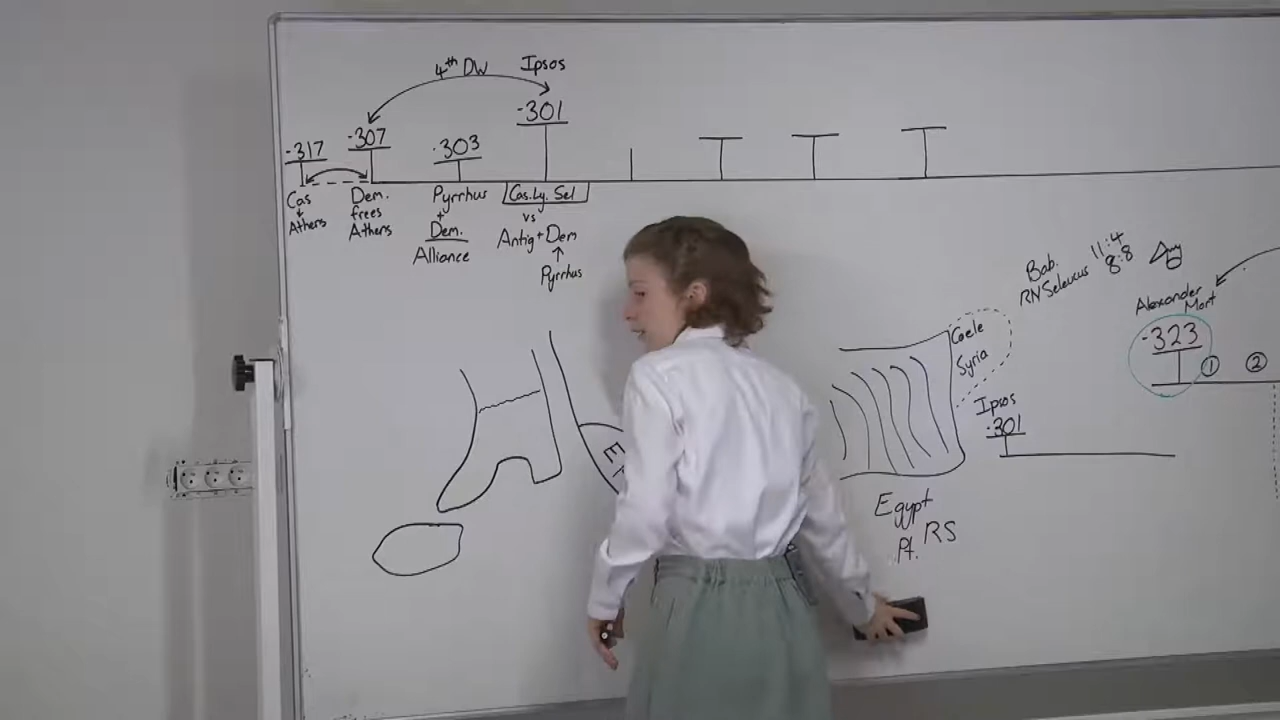 4th DW
Ipsos
-317
-307
-303
-301
Cas
Athens
Dem.
frees
Athens
Pyrrhus
+
Dem.
Alliance
Cas. Ly. Sel
vs
Antig + Dem
Pyrrhus
Coele
Syria
Ipsos
-301
Egypt
Pt. RS
Bab.
RN Seleucus
11:4
8:8
Alexander
Mort
-323
1
2